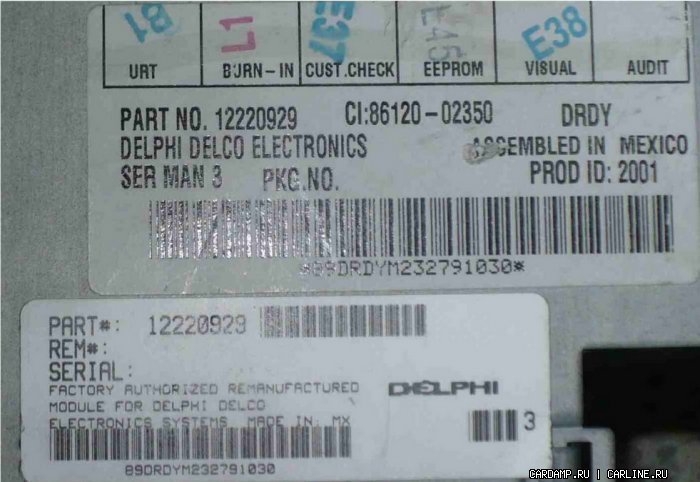 B1 L1 E37 E45 E38
URT BURN-IN CUST.CHECK EEPROM VISUAL AUDIT
PART NO. 12220929 CI:86120-02350 DRDY
DELPHI DELCO ELECTRONICS ASSEMBLED IN MEXICO
SER MAN 3 PKG.NO. PROD ID: 2001
*89DRDYM232791030*
PART#: 12220929
REM#:
SERIAL:
FACTORY AUTHORIZED REMANUFACTURED
MODULE FOR DELPHI DELCO
ELECTRONICS SYSTEMS MADE IN: MX
DELPHI
3
89DRDYM232791030
CARDAMP.RU | CARLINE.RU